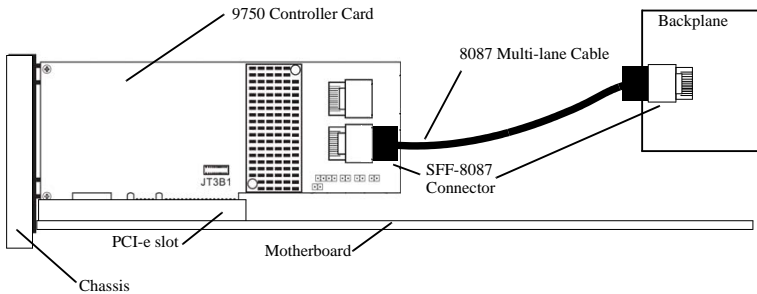 9750 Controller Card
Backplane
8087 Multi-lane Cable
JT3B1
SFF-8087
Connector
PCI-e slot
Motherboard
Chassis